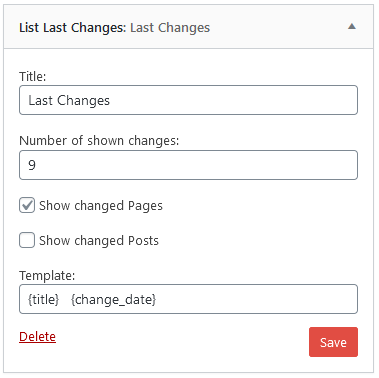 List Last Changes: Last Changes
Title:
Last Changes
Number of shown changes:
9
Show changed Pages
Show changed Posts
Template:
{title}   {change_date}
Delete
Save